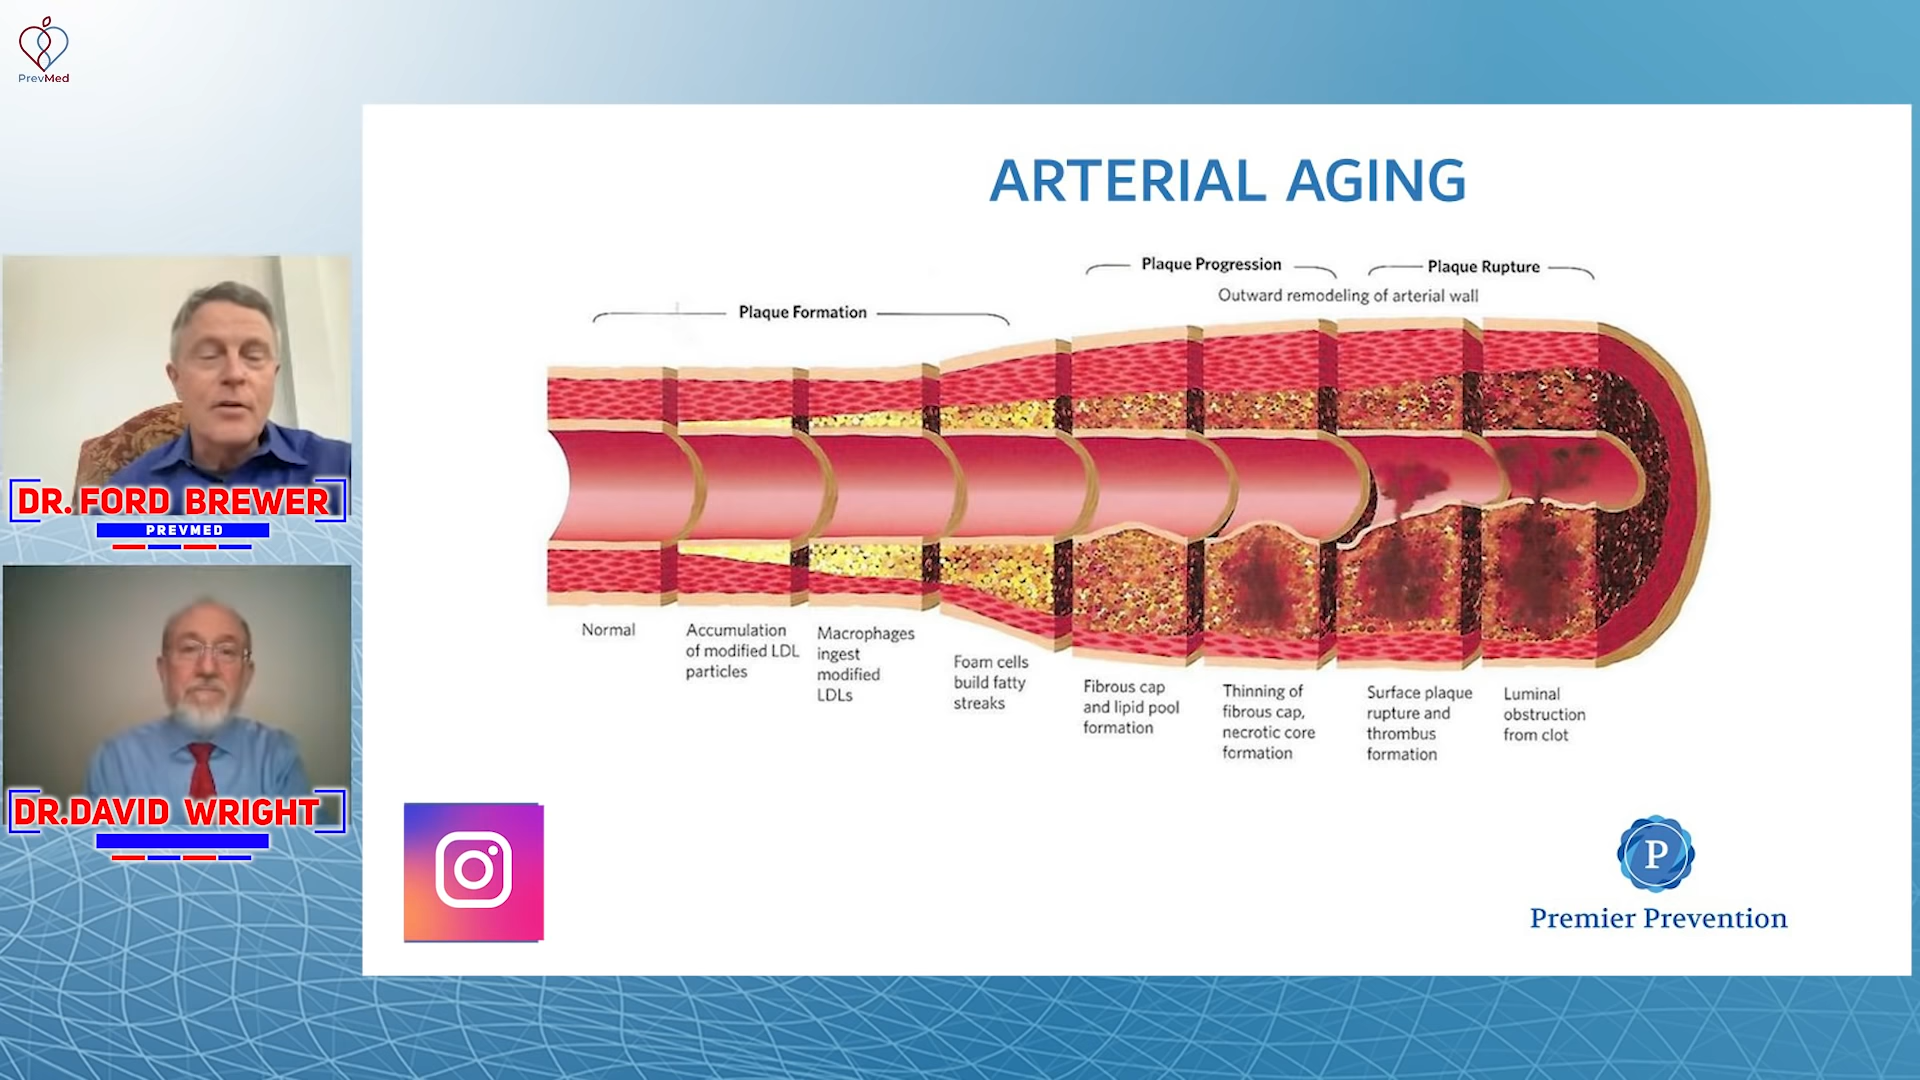 PrevMed
ARTERIAL AGING
Plaque Formation
Plaque Progression
Plaque Rupture
Outward remodeling of arterial wall
Normal
Accumulation
of modified LDL
particles
Macrophages
ingest
modified
LDLs
Foam cells
build fatty
streaks
Fibrous cap
and lipid pool
formation
Thinning of
fibrous cap,
necrotic core
formation
Surface plaque
rupture and
thrombus
formation
Luminal
obstruction
from clot
DR. FORD BREWER
PREVMED
DR.DAVID WRIGHT
P
Premier Prevention